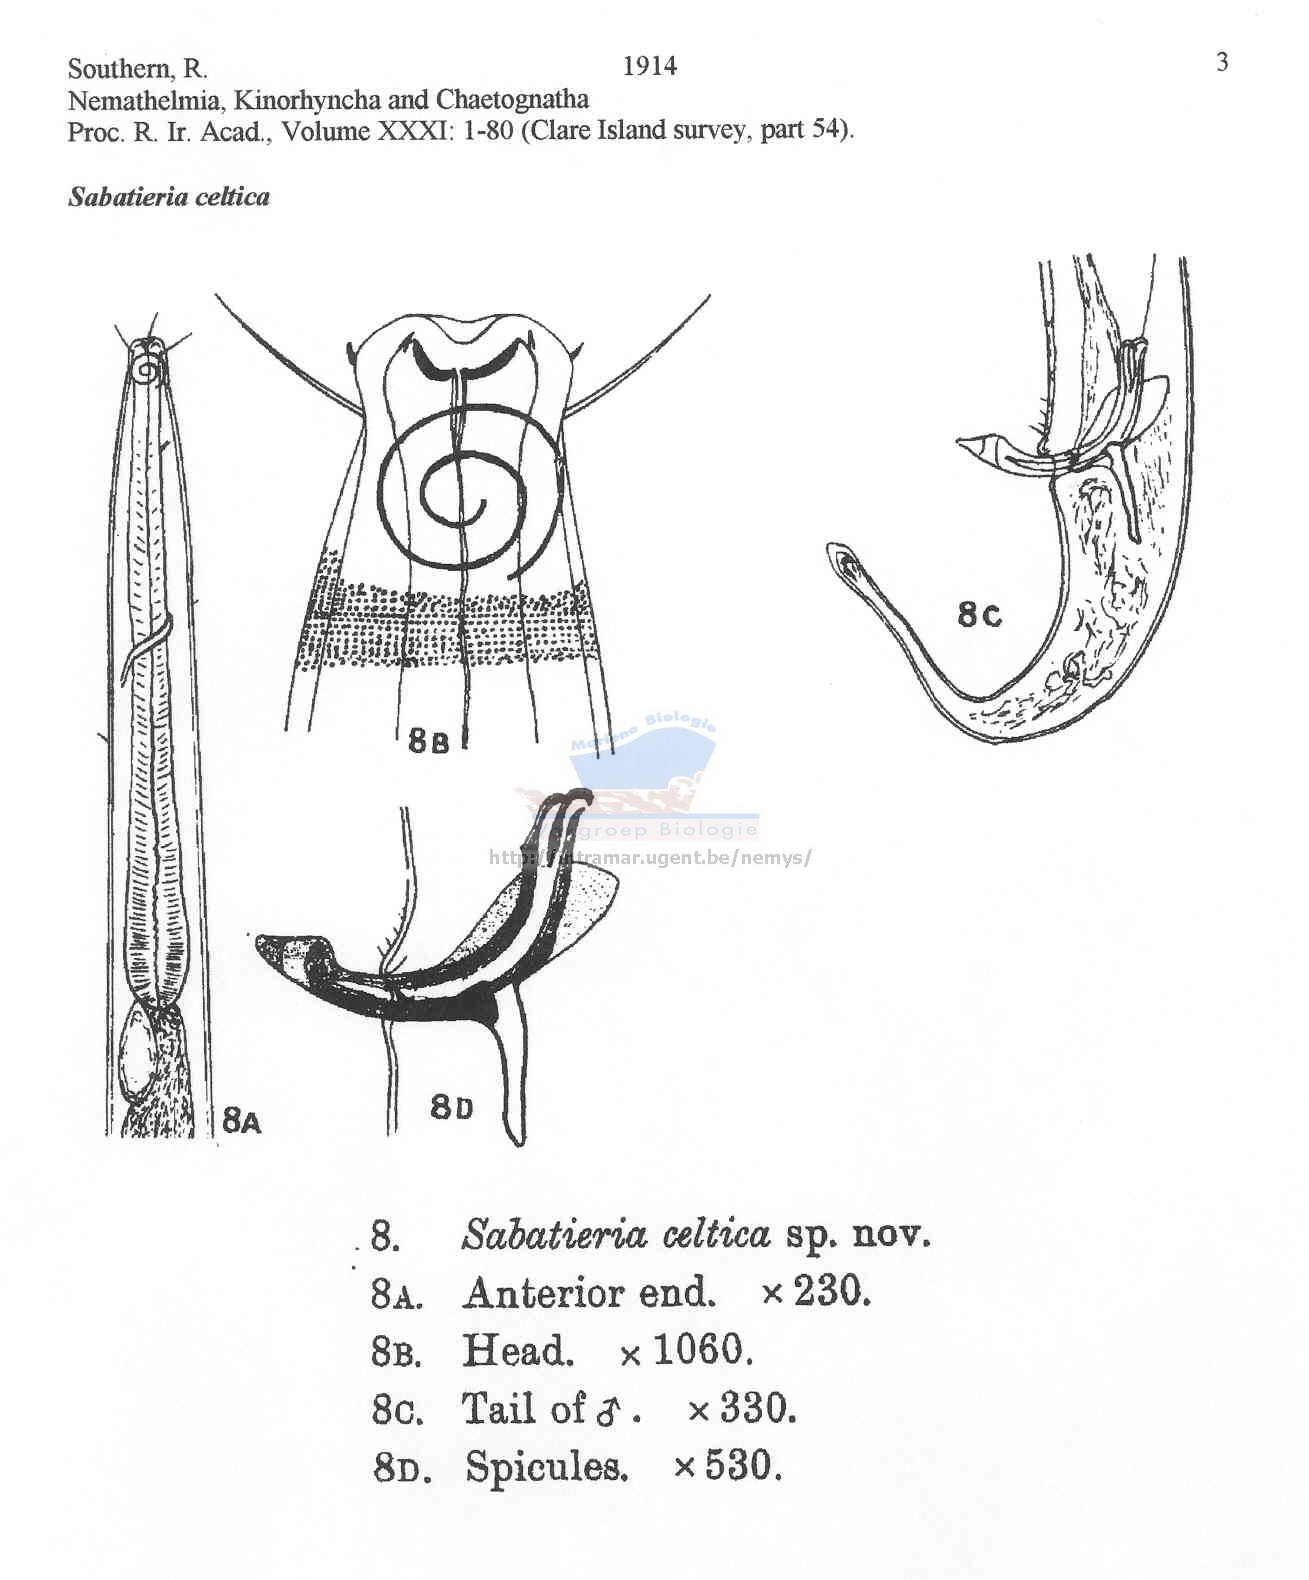 Southern, R. 1914 3
Nemathelmia, Kinorhyncha and Chaetognatha
Proc. R. Ir. Acad., Volume XXXI: 1-80 (Clare Island survey, part 54).
Sabatieria celtica
8C
8B
Mariene Biologie
groep Biologie
http://intramar.ugent.be/nemys/
8D
8A
8. Sabatieria celtica sp. nov.
8A. Anterior end. × 230.
8B. Head. × 1060.
8C. Tail of ♂. × 330.
8D. Spicules. × 530.